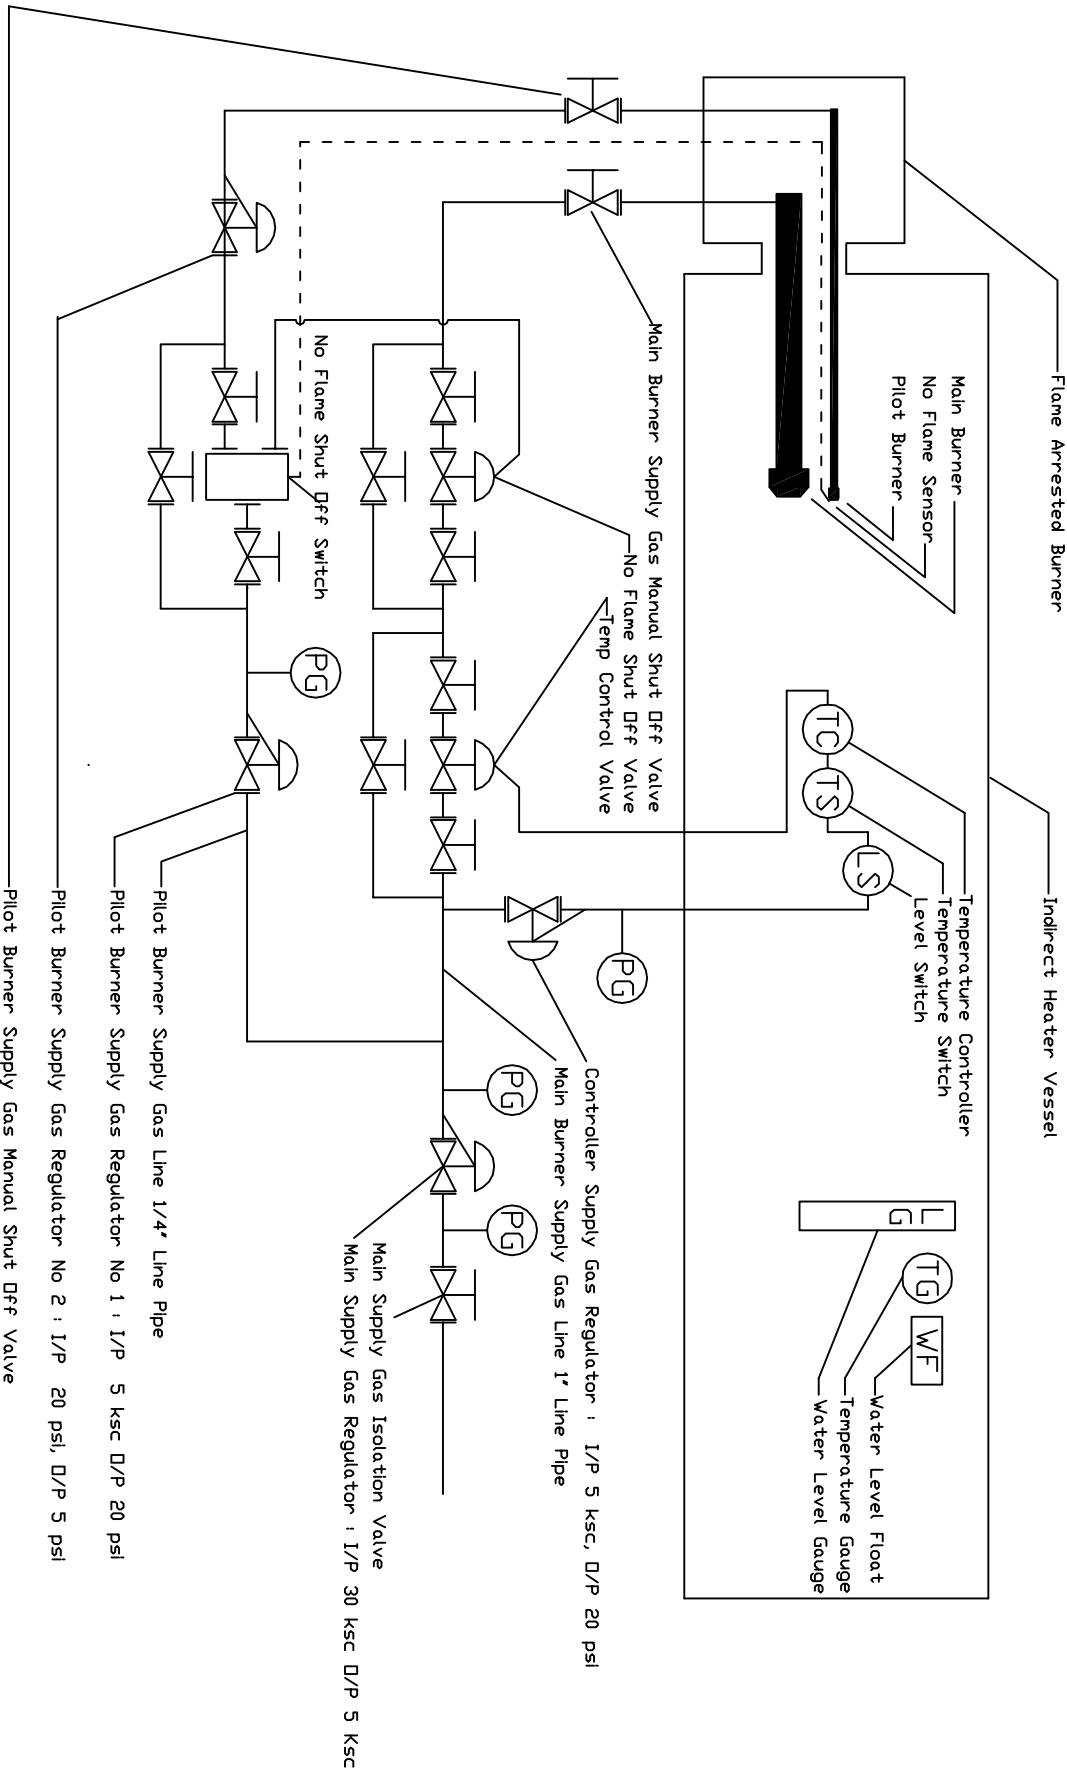 Flame Arrested Burner
Indirect Heater Vessel
Main Burner
No Flame Sensor
Pilot Burner
TC
TS
LS
Temperature Controller
Temperature Switch
Level Switch
L
G
TG
WF
Water Level Float
Temperature Gauge
Water Level Gauge
Main Burner Supply Gas Manual Shut Off Valve
No Flame Shut Off Valve
Temp Control Valve
PG
Controller Supply Gas Regulator : I/P 5 ksc, O/P 20 psi
Main Burner Supply Gas Line 1" Line Pipe
PG
PG
No Flame Shut Off Switch
PG
Main Supply Gas Isolation Valve
Main Supply Gas Regulator : I/P 30 ksc O/P 5 Ksc
Pilot Burner Supply Gas Line 1/4" Line Pipe
Pilot Burner Supply Gas Regulator No 1 : I/P 5 ksc O/P 20 psi
Pilot Burner Supply Gas Regulator No 2 : I/P 20 psi, O/P 5 psi
Pilot Burner Supply Gas Manual Shut Off Valve